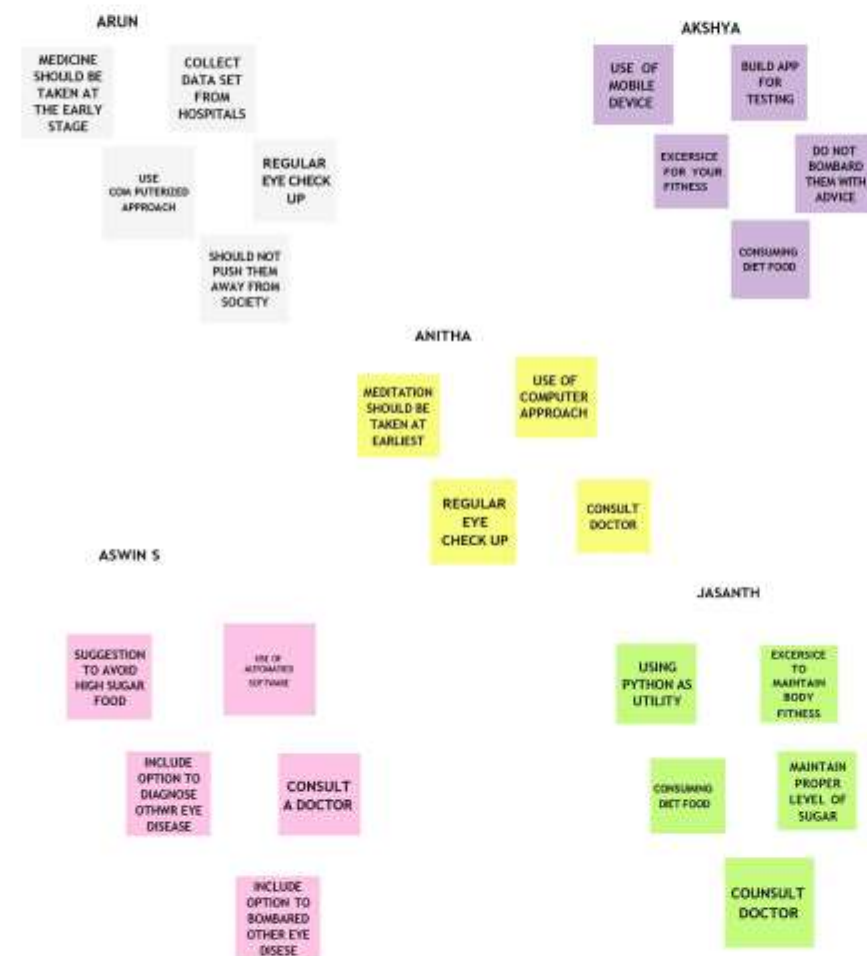 ARUN
MEDICINE
SHOULD BE
TAKEN AT
THE EARLY
STAGE
COLLECT
DATA SET
FROM
HOSPITALS
USE
COM PUTERIZED
APPROACH
REGULAR
EYE CHECK
UP
SHOULD NOT
PUSH THEM
AWAY FROM
SOCIETY
AKSHYA
USE OF
MOBILE
DEVICE
BUILD APP
FOR
TESTING
EXCERSICE
FOR YOUR
FITNESS
DO NOT
BOMBARD
THEM WITH
ADVICE
CONSUMING
DIET FOOD
ANITHA
MEDITATION
SHOULD BE
TAKEN AT
EARLIEST
USE OF
COMPUTER
APPROACH
REGULAR
EYE
CHECK UP
CONSULT
DOCTOR
ASWIN S
SUGGESTION
TO AVOID
HIGH SUGAR
FOOD
USE OF
AUTOMATED
SOFTWARE
INCLUDE
OPTION TO
DIAGNOSE
OTHWR EYE
DISEASE
CONSULT
A DOCTOR
INCLUDE
OPTION TO
BOMBARED
OTHER EYE
DISESE
JASANTH
USING
PYTHON AS
UTILITY
EXCERSICE
TO
MAINTAIN
BODY
FITNESS
CONSUMING
DIET FOOD
MAINTAIN
PROPER
LEVEL OF
SUGAR
COUNSULT
DOCTOR